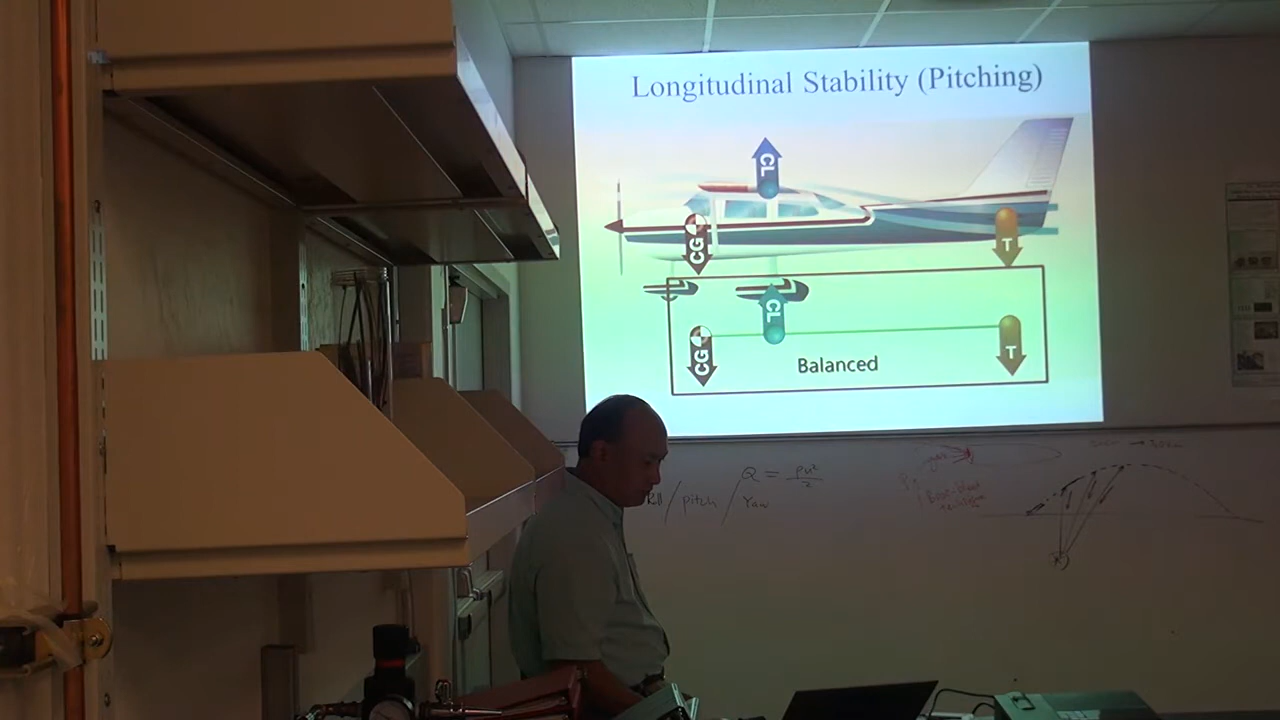 Longitudinal Stability (Pitching)
CL
CG
T
CL
CG
T
Balanced
Q = ρu²/2
Roll / pitch / Yaw